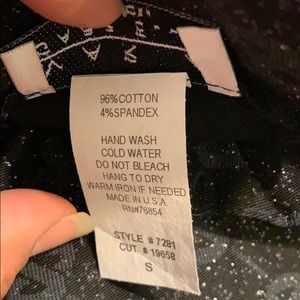 96%COTTON
4%SPANDEX
HAND WASH
COLD WATER
DO NOT BLEACH
HANG TO DRY
WARM IRON IF NEEDED
MADE IN U.S.A
RN#76854
STYLE # 7281
CUT # 19658
S